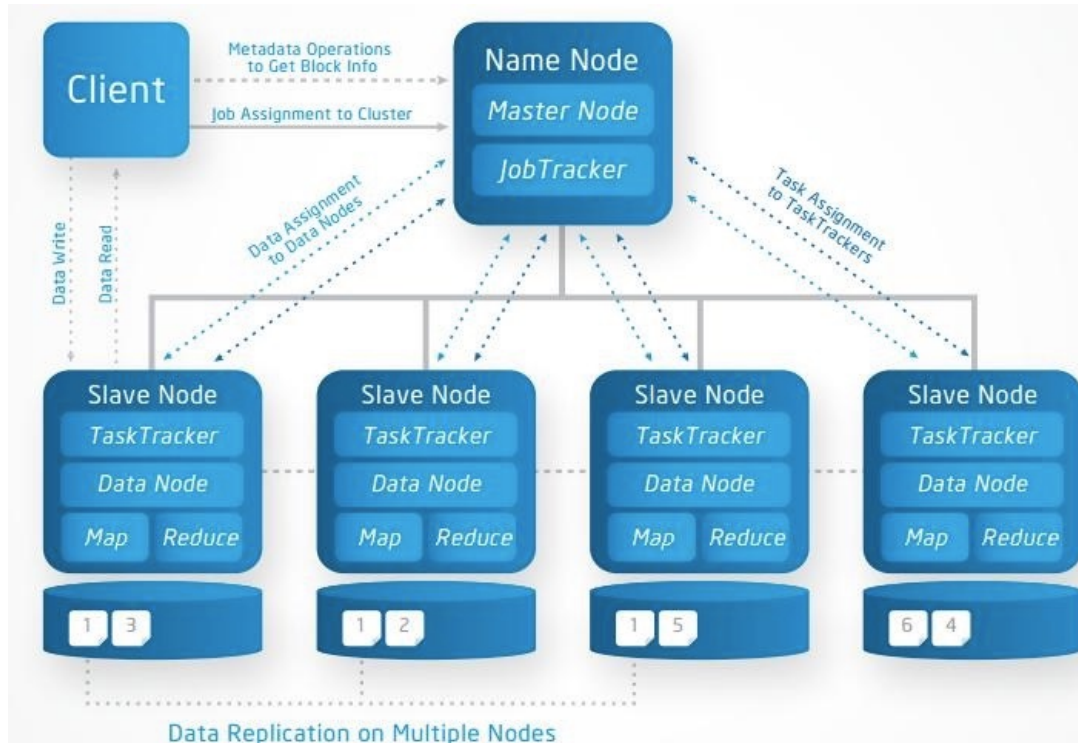 Client
Metadata Operations
to Get Block Info
Job Assignment to Cluster
Name Node
Master Node
JobTracker
Data Write
Data Read
Data Assignment
to Data Nodes
Task Assignment
to TaskTrackers
Slave Node
TaskTracker
Data Node
Map Reduce
1 3
Slave Node
TaskTracker
Data Node
Map Reduce
1 2
Slave Node
TaskTracker
Data Node
Map Reduce
1 5
Slave Node
TaskTracker
Data Node
Map Reduce
6 4
Data Replication on Multiple Nodes